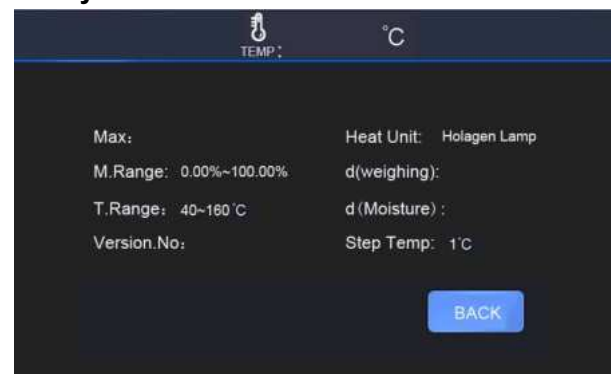 TEMP: °C
Max: Heat Unit: Holagen Lamp
M.Range: 0.00%~100.00% d(weighing):
T.Range: 40~160°C d(Moisture):
Version.No: Step Temp: 1°C
BACK